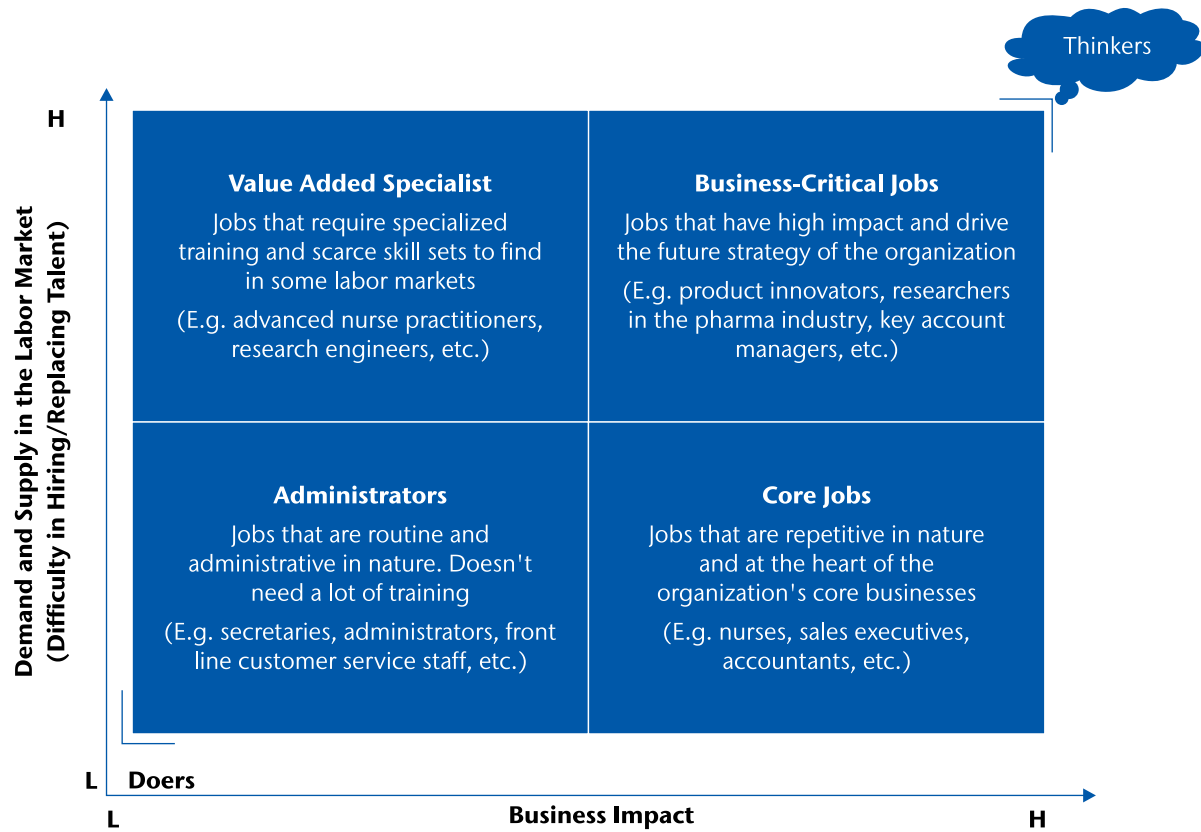 Thinkers
H
Demand and Supply in the Labor Market
(Difficulty in Hiring/Replacing Talent)
Value Added Specialist
Jobs that require specialized
training and scarce skill sets to find
in some labor markets
(E.g. advanced nurse practitioners,
research engineers, etc.)
Business-Critical Jobs
Jobs that have high impact and drive
the future strategy of the organization
(E.g. product innovators, researchers
in the pharma industry, key account
managers, etc.)
Administrators
Jobs that are routine and
administrative in nature. Doesn't
need a lot of training
(E.g. secretaries, administrators, front
line customer service staff, etc.)
Core Jobs
Jobs that are repetitive in nature
and at the heart of the
organization's core businesses
(E.g. nurses, sales executives,
accountants, etc.)
L
Doers
L
Business Impact
H